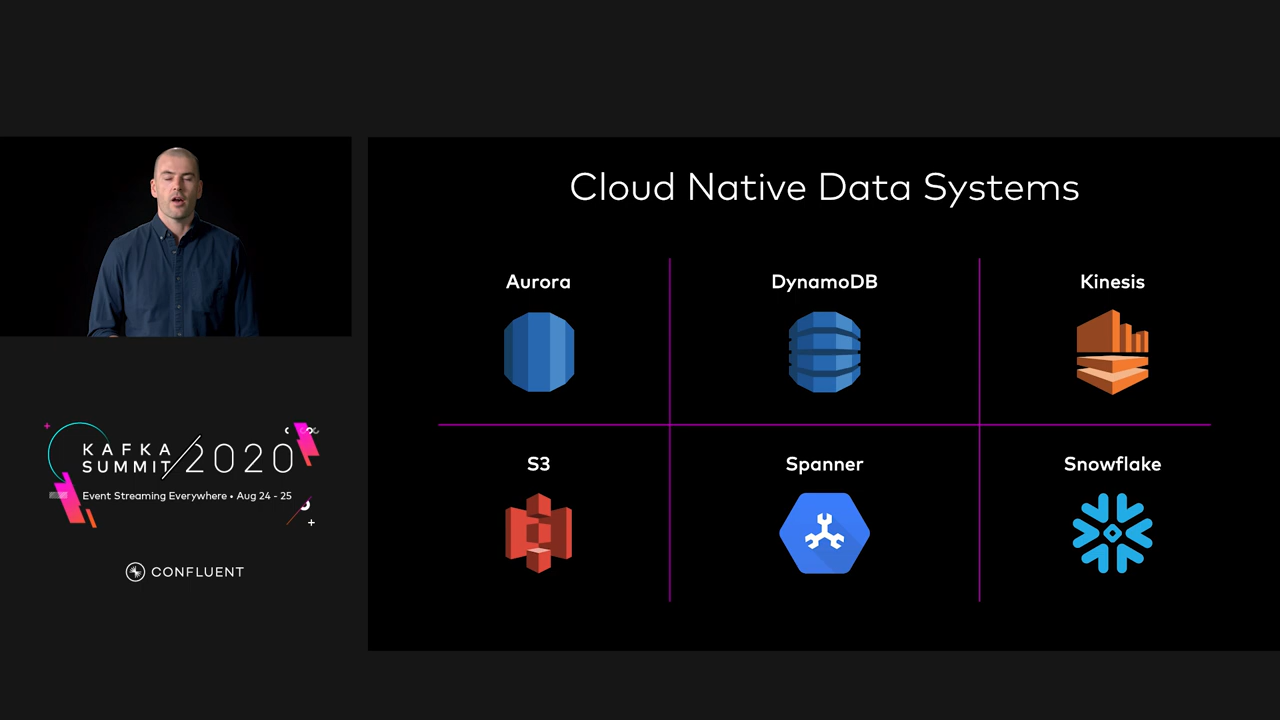 Cloud Native Data Systems
Aurora
DynamoDB
Kinesis
S3
Spanner
Snowflake
KAFKA
SUMMIT 2020
Event Streaming Everywhere • Aug 24 - 25
CONFLUENT